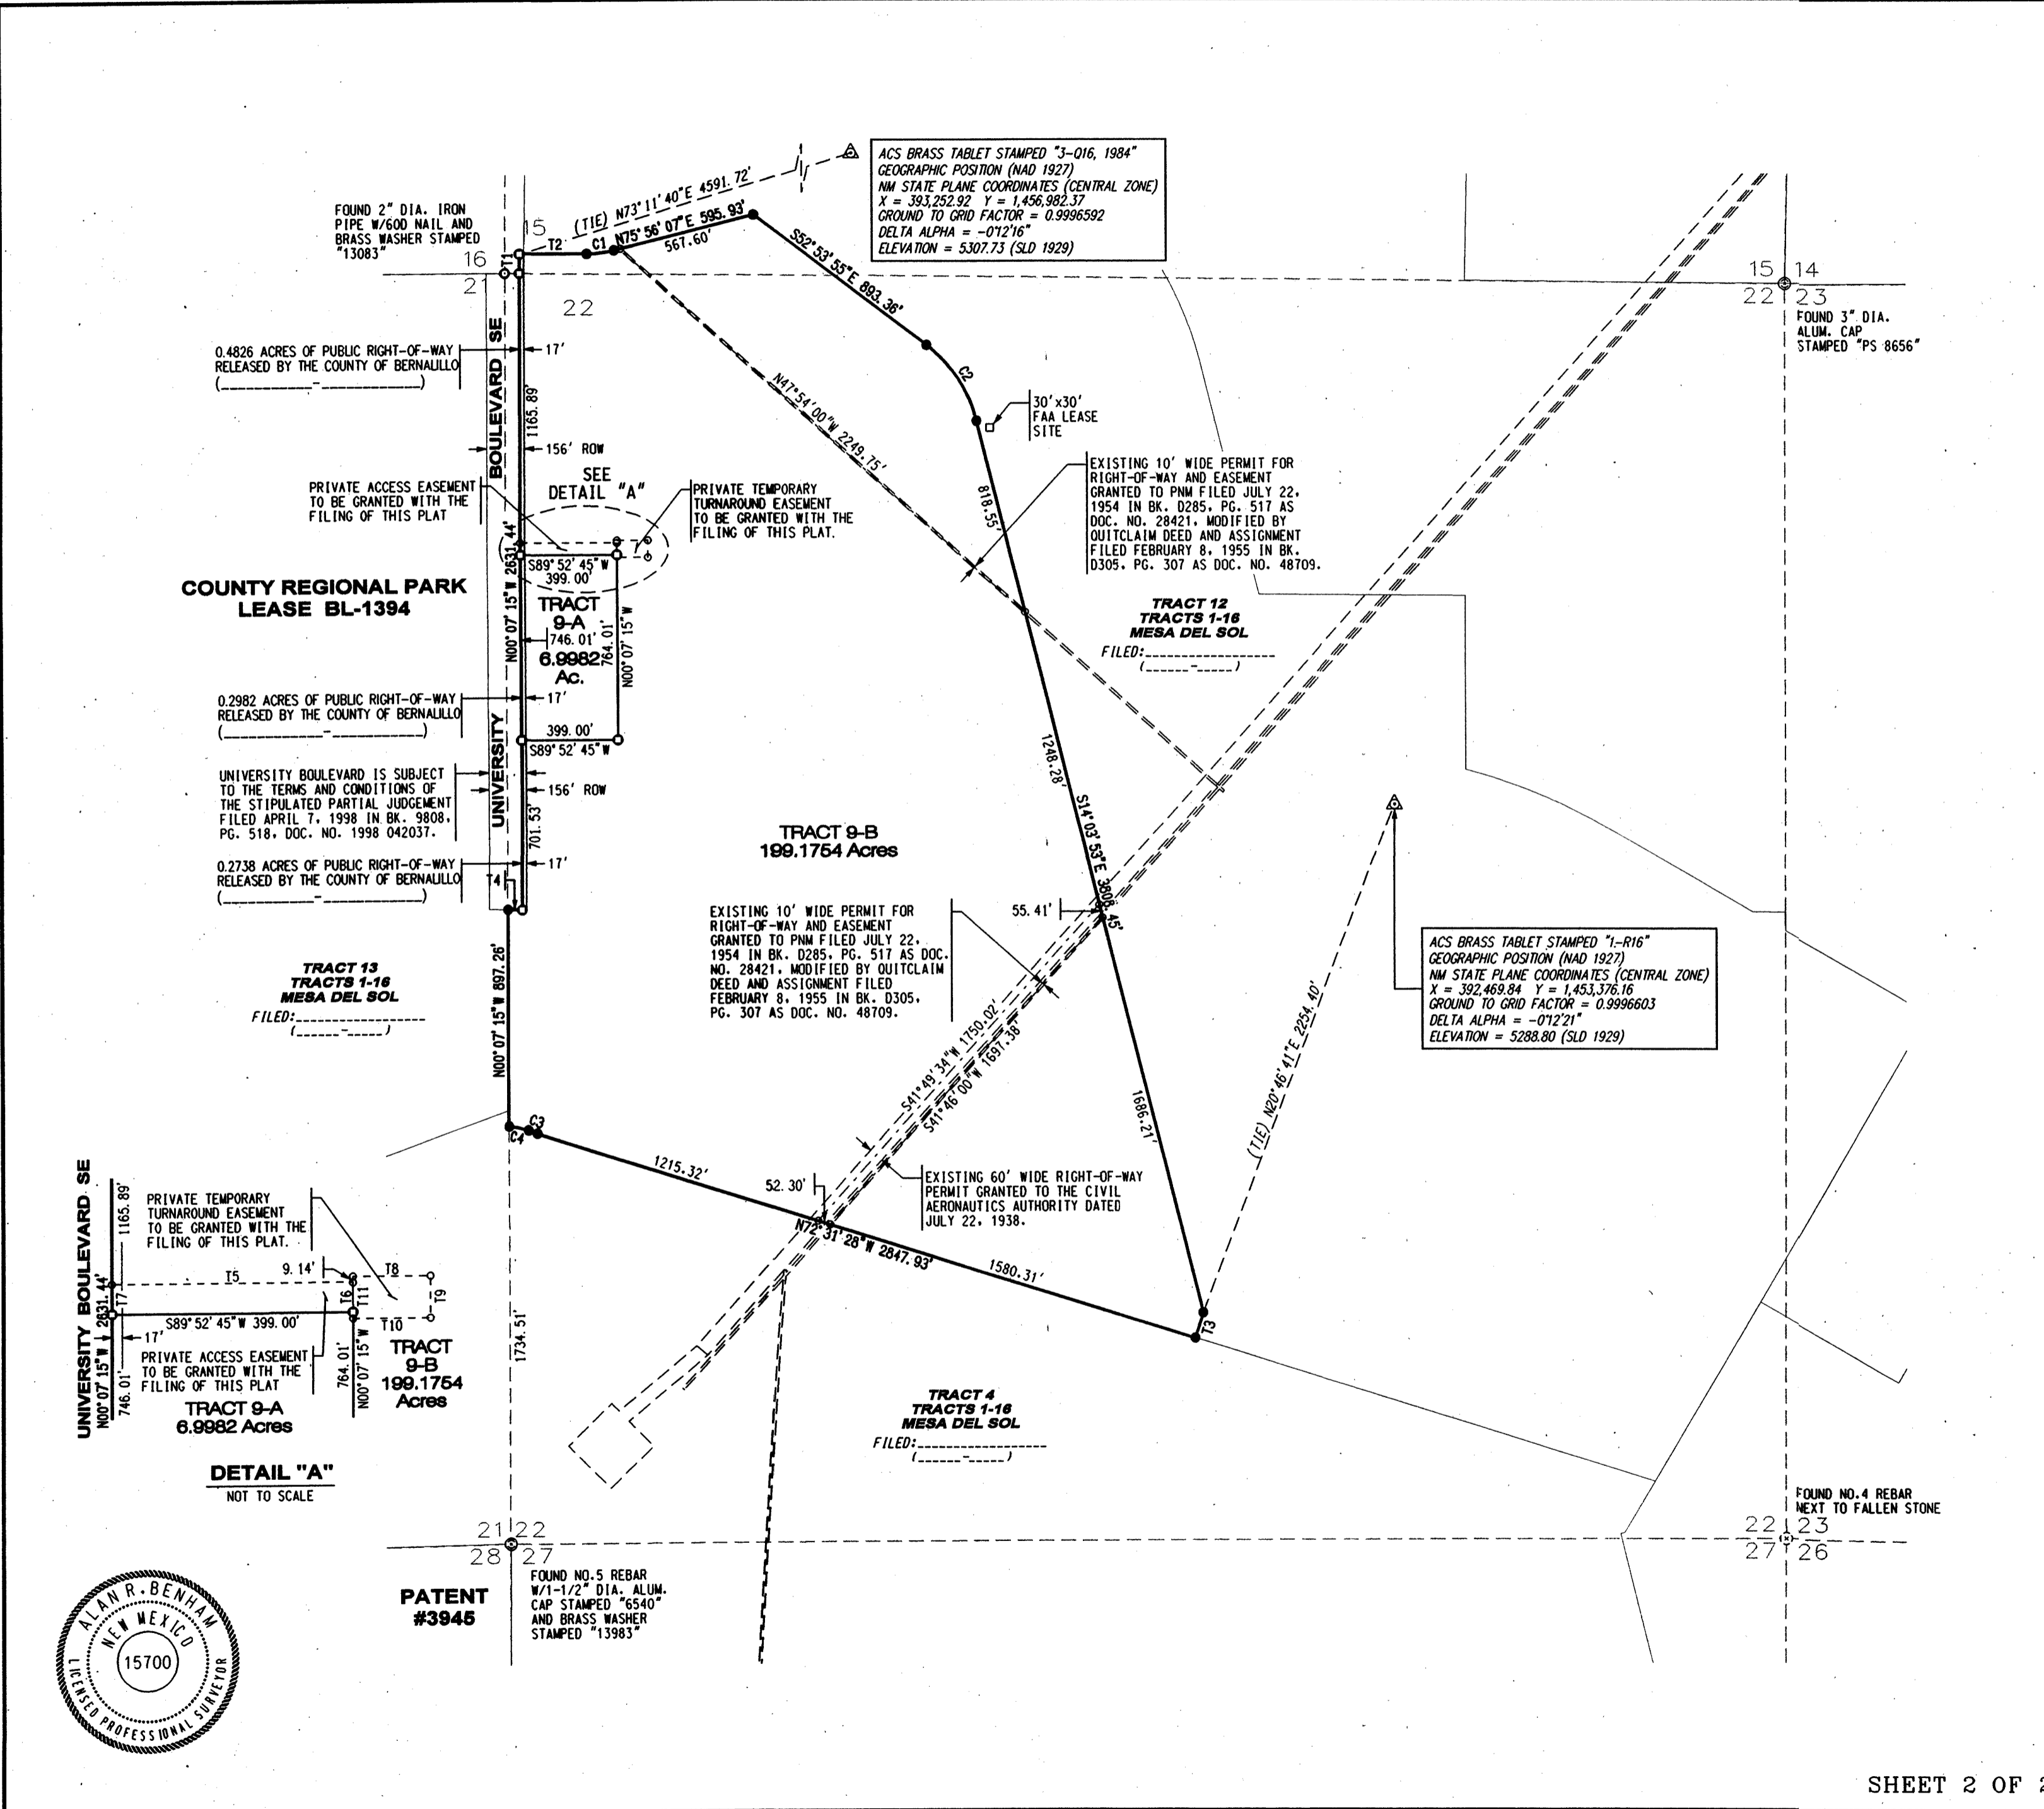 ACS BRASS TABLET STAMPED "3-Q16, 1984"
GEOGRAPHIC POSITION (NAD 1927)
NM STATE PLANE COORDINATES (CENTRAL ZONE)
X = 393,252.92 Y = 1,456,982.37
GROUND TO GRID FACTOR = 0.9996592
DELTA ALPHA = -0°12'16"
ELEVATION = 5307.73 (SLD 1929)
FOUND 2" DIA. IRON
PIPE W/60D NAIL AND
BRASS WASHER STAMPED
"13083"
(TIE) N73°11'40"E 4591.72'
15
16
21
22
T1
T2
C1
N75°56'07"E 595.93'
567.60'
S52°53'55"E 893.36'
C2
15 14
22 23
FOUND 3" DIA.
ALUM. CAP
STAMPED "PS 8656"
0.4826 ACRES OF PUBLIC RIGHT-OF-WAY
RELEASED BY THE COUNTY OF BERNALILLO
(____________-____________)
17'
1165.89'
UNIVERSITY BOULEVARD SE
156' ROW
SEE
DETAIL "A"
PRIVATE ACCESS EASEMENT
TO BE GRANTED WITH THE
FILING OF THIS PLAT
PRIVATE TEMPORARY
TURNAROUND EASEMENT
TO BE GRANTED WITH THE
FILING OF THIS PLAT.
N47°54'00"W 2249.75'
30'x30'
FAA LEASE
SITE
818.55'
EXISTING 10' WIDE PERMIT FOR
RIGHT-OF-WAY AND EASEMENT
GRANTED TO PNM FILED JULY 22,
1954 IN BK. D285, PG. 517 AS
DOC. NO. 28421, MODIFIED BY
QUITCLAIM DEED AND ASSIGNMENT
FILED FEBRUARY 8, 1955 IN BK.
D305, PG. 307 AS DOC. NO. 48709.
COUNTY REGIONAL PARK
LEASE BL-1394
N00°07'15"W 2631.44'
S89°52'45"W
399.00'
TRACT
9-A
746.01'
6.9982
Ac.
764.01'
N00°07'15"W
TRACT 12
TRACTS 1-16
MESA DEL SOL
FILED:__________________
(______-_____)
0.2982 ACRES OF PUBLIC RIGHT-OF-WAY
RELEASED BY THE COUNTY OF BERNALILLO
(____________-___________)
17'
399.00'
S89°52'45"W
1248.28'
S14°03'53"E 3808.45'
UNIVERSITY BOULEVARD IS SUBJECT
TO THE TERMS AND CONDITIONS OF
THE STIPULATED PARTIAL JUDGEMENT
FILED APRIL 7, 1998 IN BK. 9808,
PG. 518, DOC. NO. 1998 042037.
156' ROW
701.53'
TRACT 9-B
199.1754 Acres
0.2738 ACRES OF PUBLIC RIGHT-OF-WAY
RELEASED BY THE COUNTY OF BERNALILLO
(____________-____________)
T4
17'
EXISTING 10' WIDE PERMIT FOR
RIGHT-OF-WAY AND EASEMENT
GRANTED TO PNM FILED JULY 22,
1954 IN BK. D285, PG. 517 AS DOC.
NO. 28421, MODIFIED BY QUITCLAIM
DEED AND ASSIGNMENT FILED
FEBRUARY 8, 1955 IN BK. D305,
PG. 307 AS DOC. NO. 48709.
55.41'
ACS BRASS TABLET STAMPED "1-R16"
GEOGRAPHIC POSITION (NAD 1927)
NM STATE PLANE COORDINATES (CENTRAL ZONE)
X = 392,469.84 Y = 1,453,376.16
GROUND TO GRID FACTOR = 0.9996603
DELTA ALPHA = -0°12'21"
ELEVATION = 5288.80 (SLD 1929)
TRACT 13
TRACTS 1-16
MESA DEL SOL
FILED:__________________
(______-_____)
N00°07'15"W 897.26'
S41°49'34"W 1750.02'
S41°46'00"W 1697.38'
(TIE) N20°46'41"E 2254.40'
1686.21'
C4
C3
1215.32'
52.30'
EXISTING 60' WIDE RIGHT-OF-WAY
PERMIT GRANTED TO THE CIVIL
AERONAUTICS AUTHORITY DATED
JULY 22, 1938.
N72°31'28"W 2847.93'
1580.31'
T3
1734.51'
UNIVERSITY BOULEVARD SE
1165.89'
PRIVATE TEMPORARY
TURNAROUND EASEMENT
TO BE GRANTED WITH THE
FILING OF THIS PLAT.
9.14'
T5
T8
T7
T6
T11
T9
T10
N00°07'15"W 2631.44'
S89°52'45"W 399.00'
17'
746.01'
PRIVATE ACCESS EASEMENT
TO BE GRANTED WITH THE
FILING OF THIS PLAT
764.01'
N00°07'15"W
TRACT
9-B
199.1754
Acres
TRACT 9-A
6.9982 Acres
DETAIL "A"
NOT TO SCALE
TRACT 4
TRACTS 1-16
MESA DEL SOL
FILED:__________________
(______-_____)
FOUND NO.4 REBAR
NEXT TO FALLEN STONE
22 23
27 26
21 22
28 27
FOUND NO.5 REBAR
W/1-1/2" DIA. ALUM.
CAP STAMPED "6540"
AND BRASS WASHER
STAMPED "13983"
PATENT
#3945
ALAN R. BENHAM
NEW MEXICO
15700
LICENSED PROFESSIONAL SURVEYOR
SHEET 2 OF